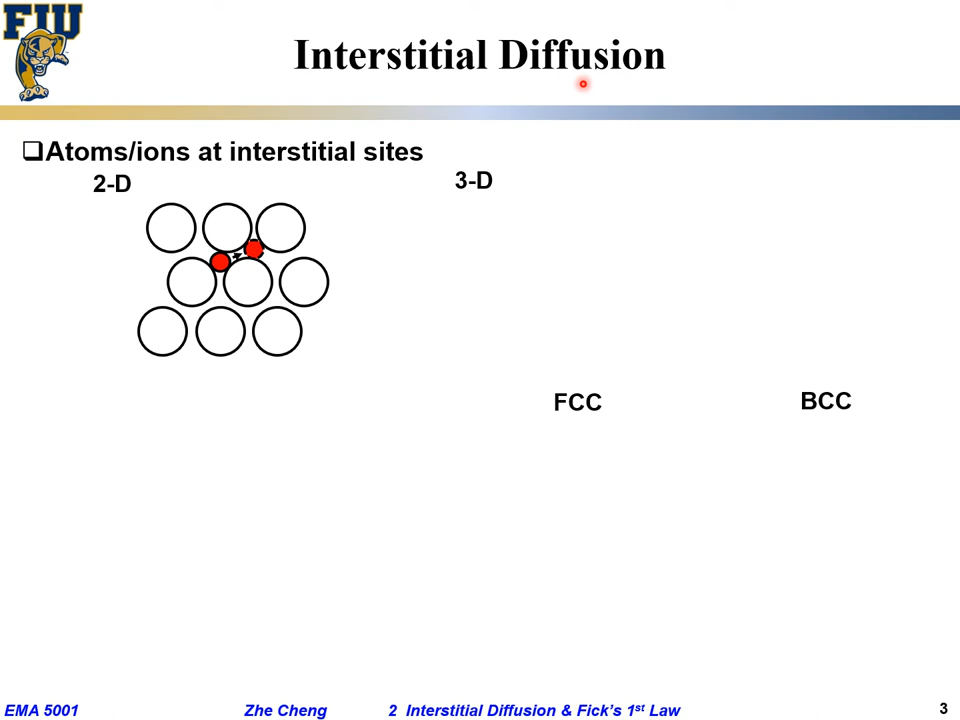 FIU
Interstitial Diffusion
❑Atoms/ions at interstitial sites
2-D
3-D
FCC
BCC
EMA 5001
Zhe Cheng
2 Interstitial Diffusion & Fick's 1st Law
3